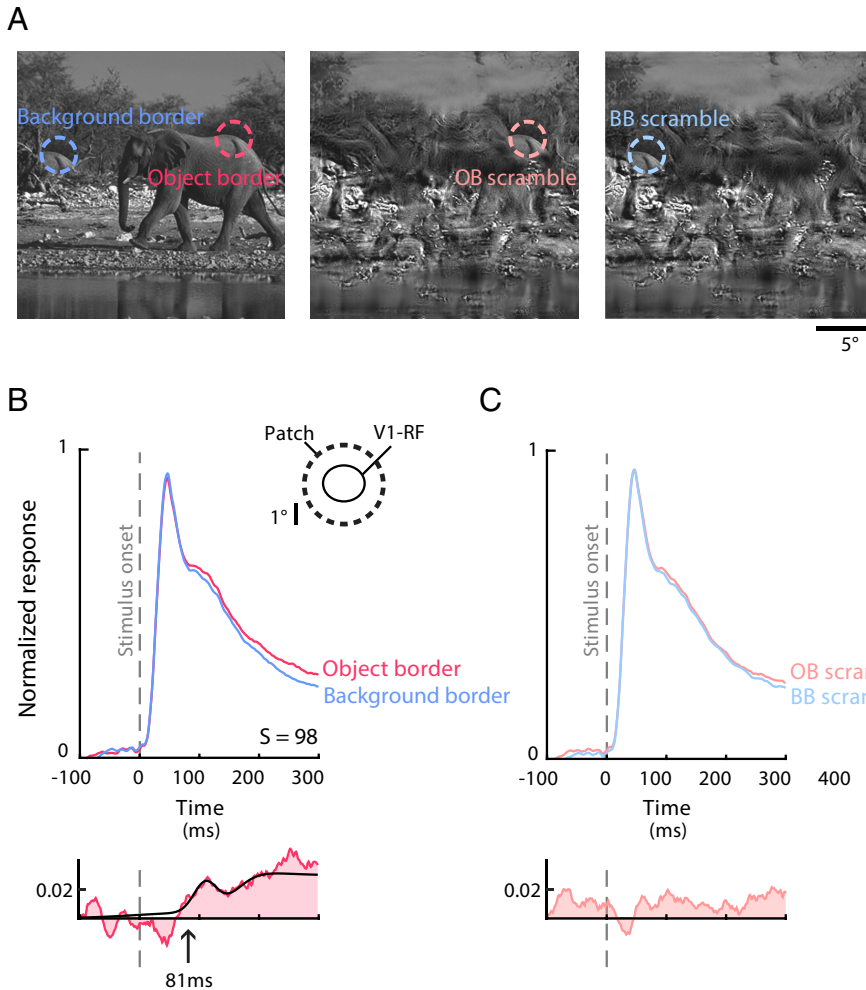 A
Background border
Object border
OB scramble
BB scramble
5°
B
Patch
V1-RF
1°
1
Normalized response
Stimulus onset
Object border
Background border
S = 98
0
-100 0 100 200 300
Time
(ms)
0.02
81ms
C
1
Stimulus onset
OB scram
BB scram
0
-100 0 100 200 300 400
Time
(ms)
0.02